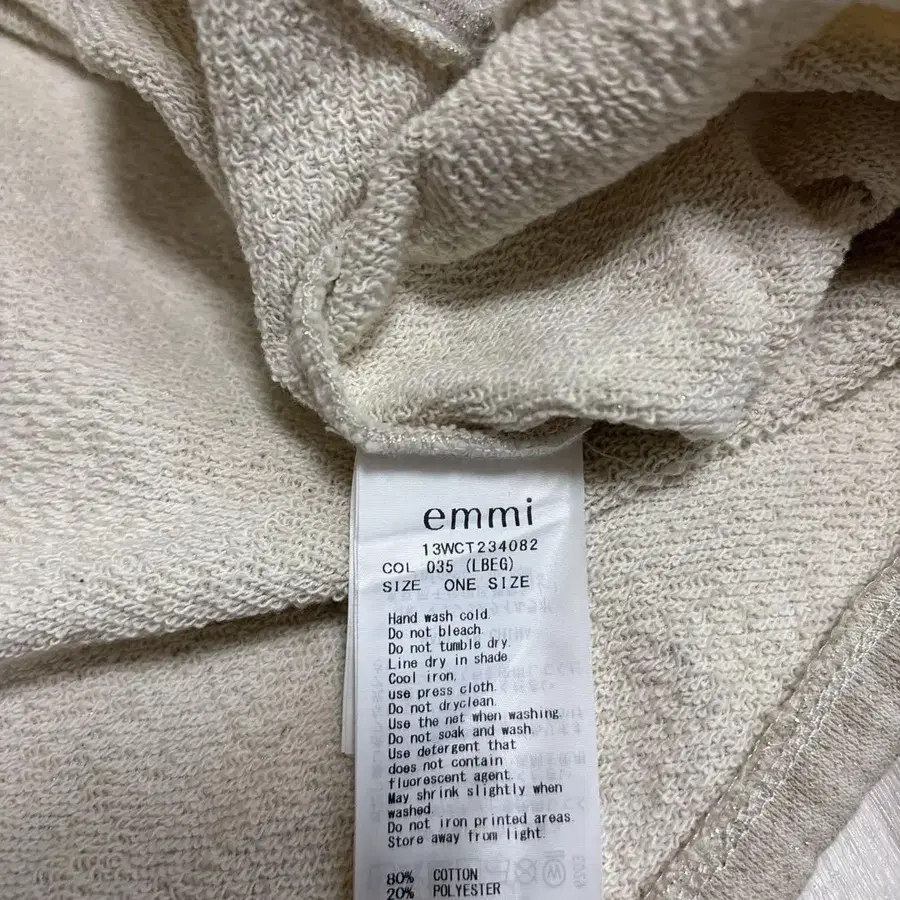 emmi
13WCT234082
COL 035 (LBEG)
SIZE ONE SIZE
Hand wash cold.
Do not bleach.
Do not tumble dry.
Line dry in shade.
Cool iron,
use press cloth.
Do not dryclean.
Use the net when washing.
Do not soak and wash.
Use detergent that
does not contain
fluorescent agent.
May shrink slightly when
washed.
Do not iron printed areas.
Store away from light.
80% COTTON
20% POLYESTER